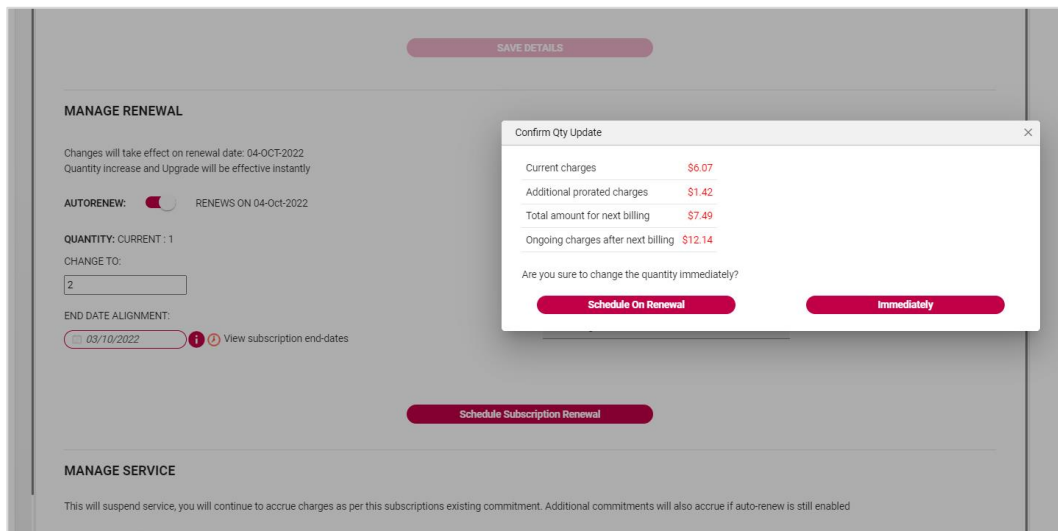 SAVE DETAILS
MANAGE RENEWAL
Changes will take effect on renewal date: 04-OCT-2022
Quantity increase and Upgrade will be effective instantly
AUTORENEW: RENEWS ON 04-Oct-2022
QUANTITY: CURRENT : 1
CHANGE TO:
2
END DATE ALIGNMENT:
03/10/2022 i View subscription end-dates
Confirm Qty Update ×
Current charges $6.07
Additional prorated charges $1.42
Total amount for next billing $7.49
Ongoing charges after next billing $12.14
Are you sure to change the quantity immediately?
Schedule On Renewal Immediately
Schedule Subscription Renewal
MANAGE SERVICE
This will suspend service, you will continue to accrue charges as per this subscriptions existing commitment. Additional commitments will also accrue if auto-renew is still enabled